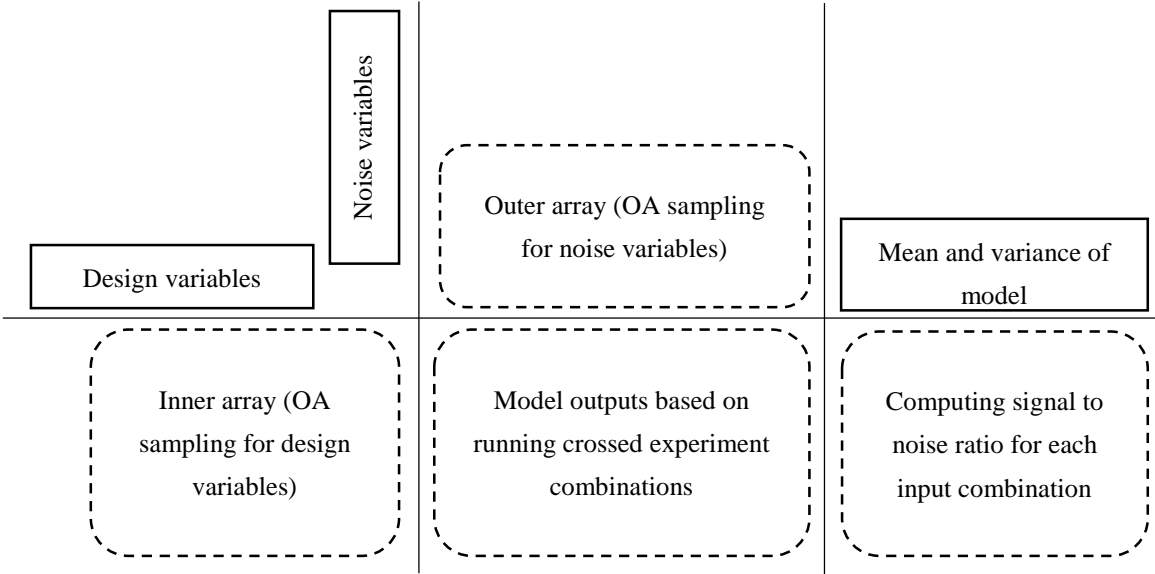 Noise variables
Design variables
Outer array (OA sampling
for noise variables)
Mean and variance of
model
Inner array (OA
sampling for design
variables)
Model outputs based on
running crossed experiment
combinations
Computing signal to
noise ratio for each
input combination